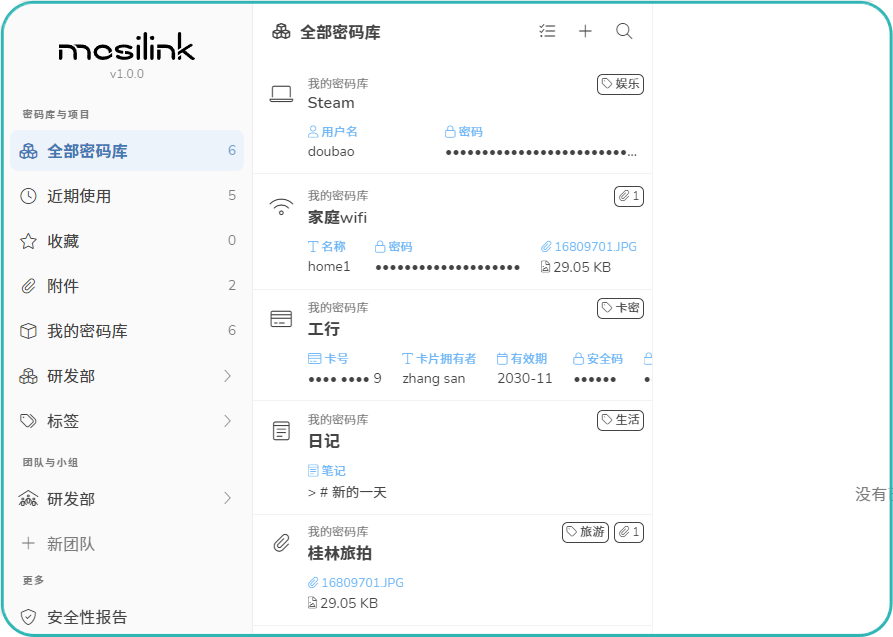 mosilink
v1.0.0
密码库与项目
全部密码库 6
近期使用 5
收藏 0
附件 2
我的密码库 6
研发部
标签
团队与小组
研发部
新团队
更多
安全性报告
全部密码库
我的密码库 娱乐
Steam
用户名 密码
doubao ●●●●●●●●●●●●●●●●●●●●●●●●●...
我的密码库 1
家庭wifi
名称 密码 16809701.JPG
home1 ●●●●●●●●●●●●●●●●●●●● 29.05 KB
我的密码库 卡密
工行
卡号 卡片拥有者 有效期 安全码
●●●● ●●●● 9 zhang san 2030-11 ●●●●●● ●
我的密码库 生活
日记
笔记
> # 新的一天
我的密码库 旅游 1
桂林旅拍
16809701.JPG
29.05 KB
没有